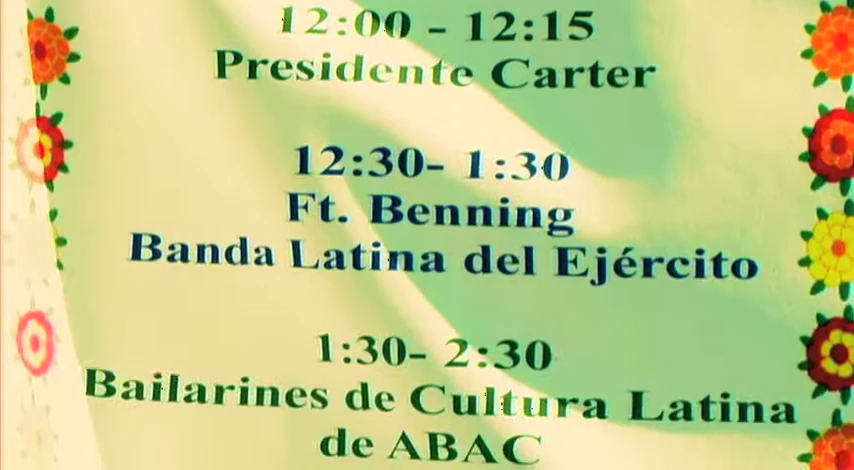 12:00 - 12:15
Presidente Carter
12:30- 1:30
Ft. Benning
Banda Latina del Ejército
1:30- 2:30
Bailarines de Cultura Latina
de ABAC